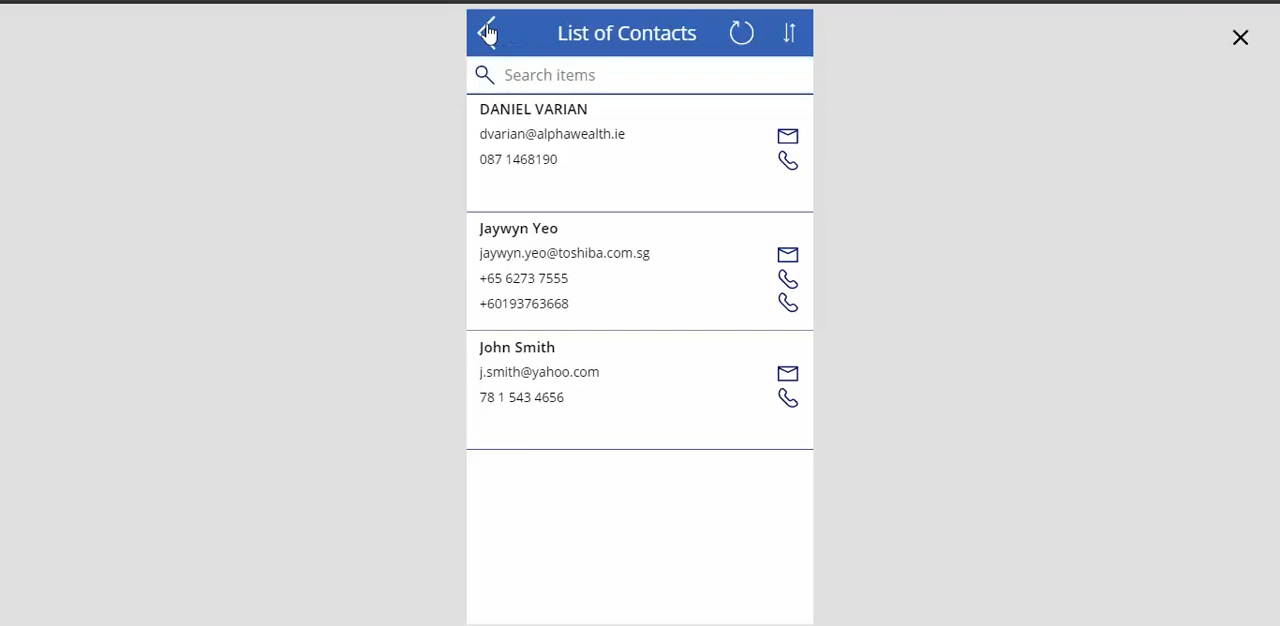 List of Contacts
Search items
DANIEL VARIAN
dvarian@alphawealth.ie
087 1468190
Jaywyn Yeo
jaywyn.yeo@toshiba.com.sg
+65 6273 7555
+60193763668
John Smith
j.smith@yahoo.com
78 1 543 4656